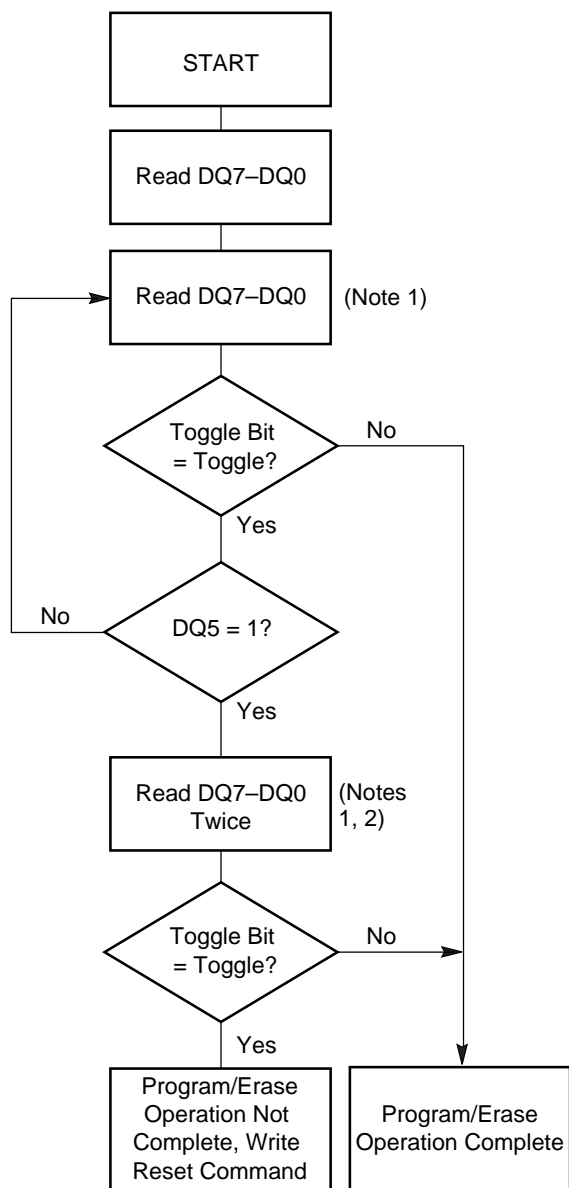 START
Read DQ7–DQ0
Read DQ7–DQ0
(Note 1)
Toggle Bit
= Toggle?
No
Yes
No
DQ5 = 1?
Yes
Read DQ7–DQ0
Twice
(Notes
1, 2)
Toggle Bit
= Toggle?
No
Yes
Program/Erase
Operation Not
Complete, Write
Reset Command
Program/Erase
Operation Complete